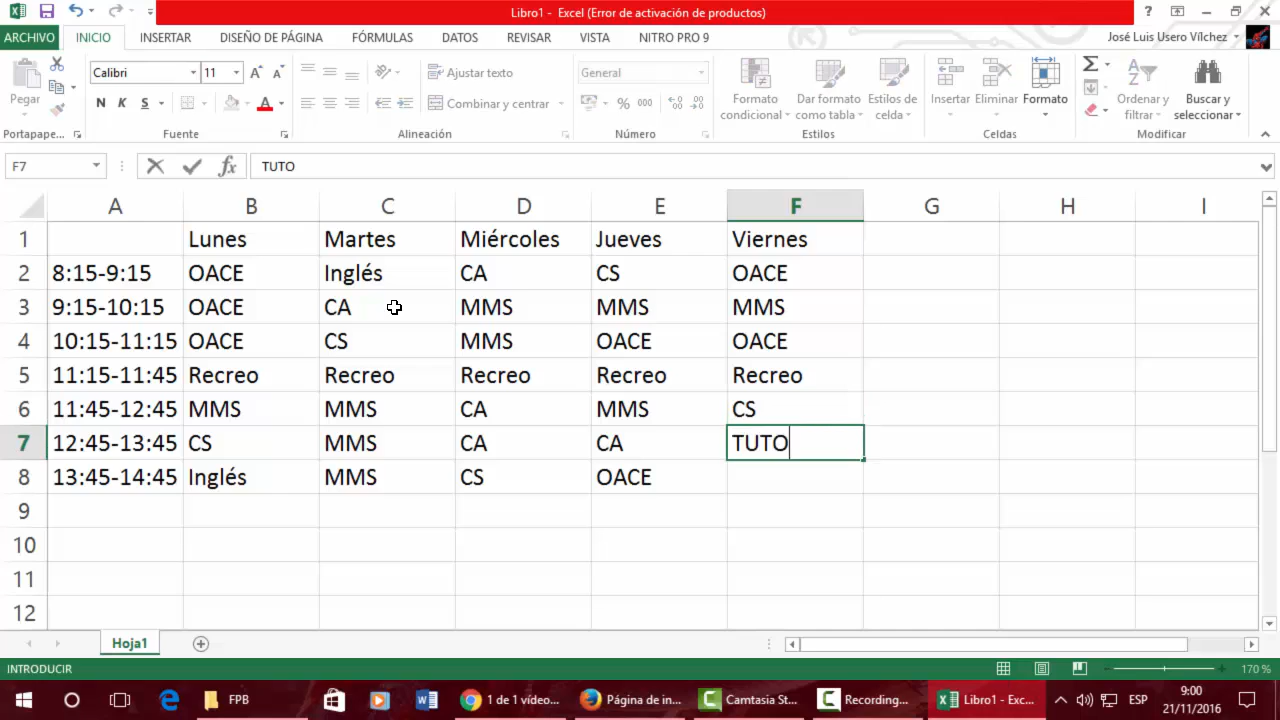 Libro1 - Excel (Error de activación de productos)
ARCHIVO INICIO INSERTAR DISEÑO DE PÁGINA FÓRMULAS DATOS REVISAR VISTA NITRO PRO 9 José Luis Usero Vílchez
Pegar
Calibri 11
N K S
Ajustar texto
Combinar y centrar
General
% 000
Formato condicional
Dar formato como tabla
Estilos de celda
Insertar Eliminar Formato
Ordenar y filtrar
Buscar y seleccionar
Portapape... Fuente Alineación Número Estilos Celdas Modificar
F7 fx TUTO
A B C D E F G H I
1 Lunes Martes Miércoles Jueves Viernes
2 8:15-9:15 OACE Inglés CA CS OACE
3 9:15-10:15 OACE CA MMS MMS MMS
4 10:15-11:15 OACE CS MMS OACE OACE
5 11:15-11:45 Recreo Recreo Recreo Recreo Recreo
6 11:45-12:45 MMS MMS CA MMS CS
7 12:45-13:45 CS MMS CA CA TUTO
8 13:45-14:45 Inglés MMS CS OACE
9
10
11
12
Hoja1
INTRODUCIR 170 %
FPB 1 de 1 vídeo... Página de in... Camtasia St... Recording... Libro1 - Exc... ESP 9:00
21/11/2016